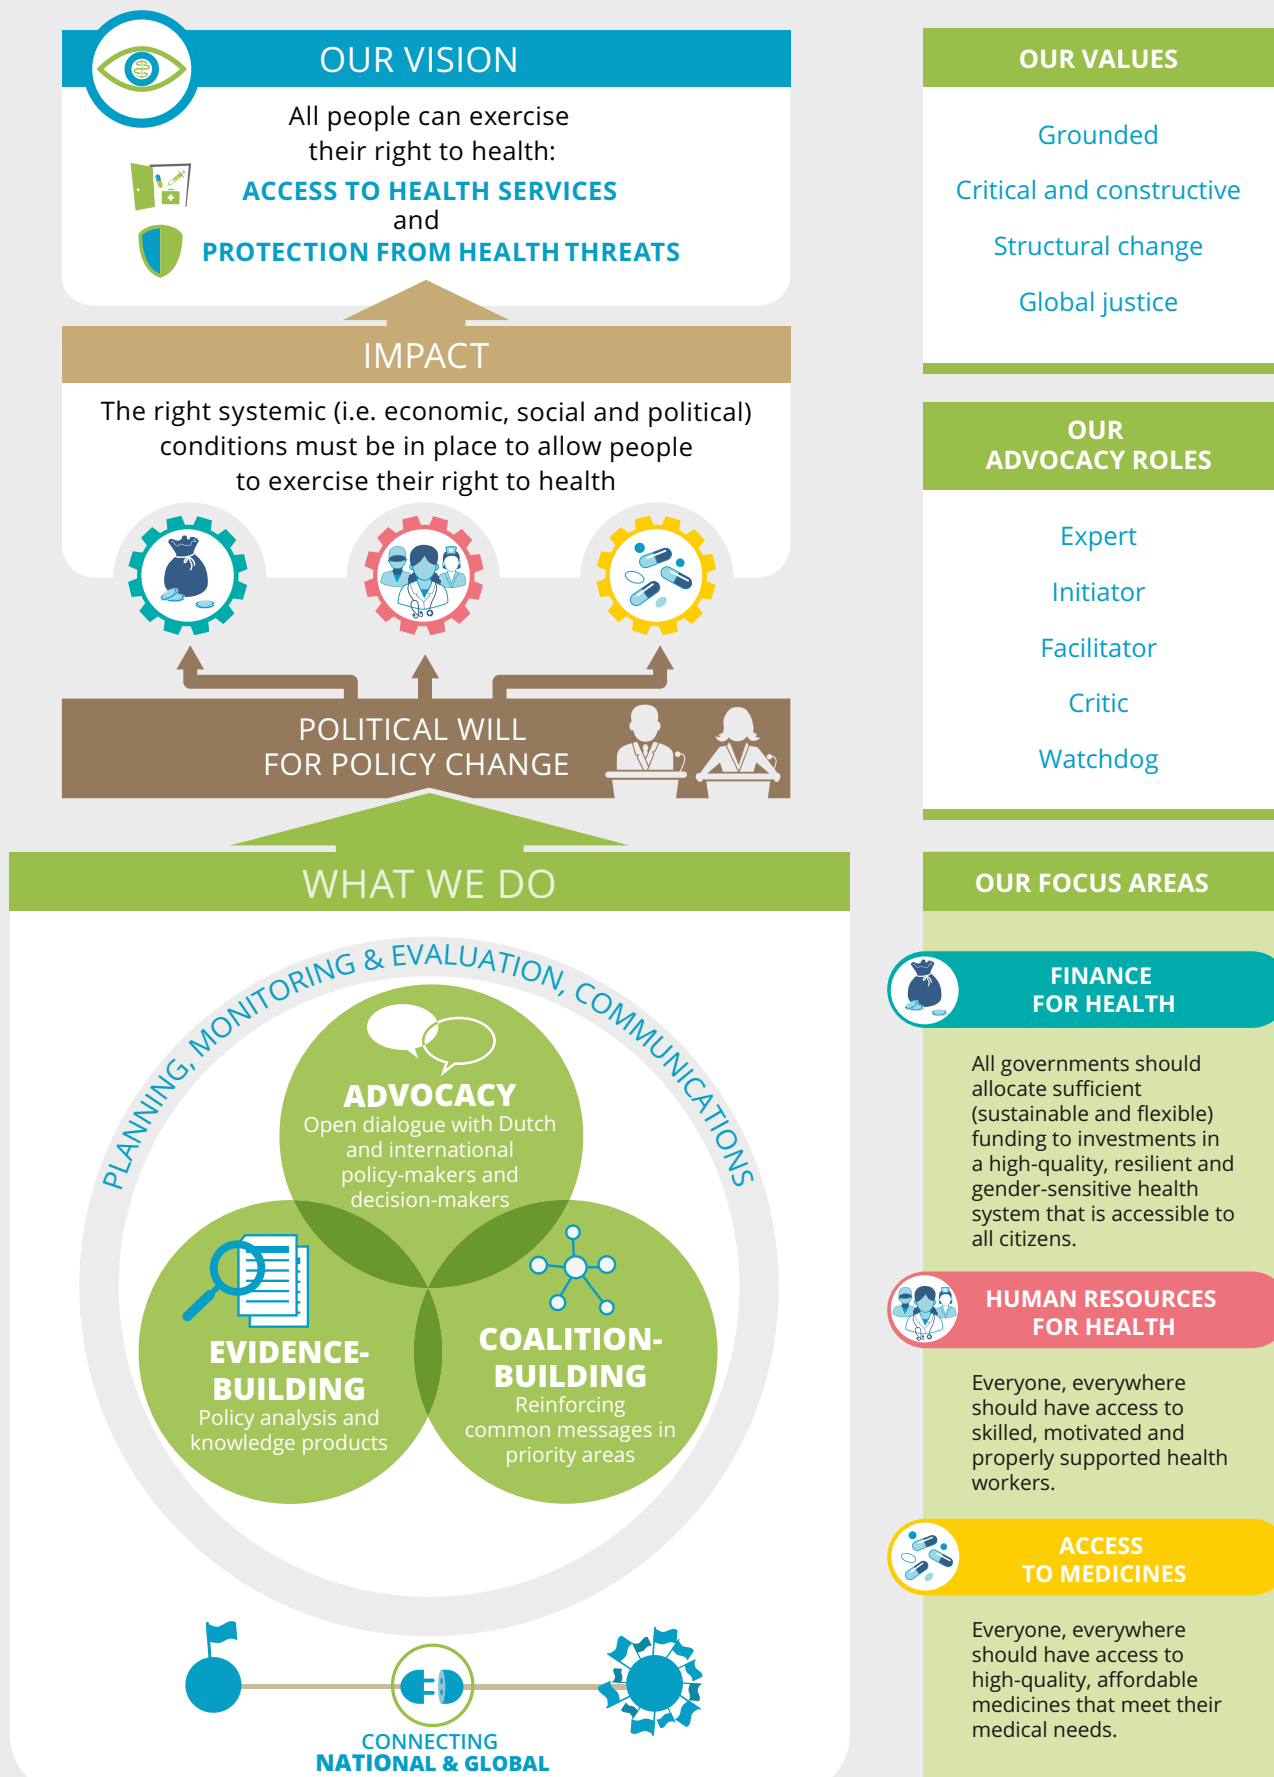 OUR VISION
All people can exercise
their right to health:
ACCESS TO HEALTH SERVICES
and
PROTECTION FROM HEALTH THREATS
IMPACT
The right systemic (i.e. economic, social and political)
conditions must be in place to allow people
to exercise their right to health
POLITICAL WILL
FOR POLICY CHANGE
WHAT WE DO
PLANNING, MONITORING & EVALUATION, COMMUNICATIONS
ADVOCACY
Open dialogue with Dutch
and international
policy-makers and
decision-makers
EVIDENCE-
BUILDING
Policy analysis and
knowledge products
COALITION-
BUILDING
Reinforcing
common messages in
priority areas
CONNECTING
NATIONAL & GLOBAL
OUR VALUES
Grounded
Critical and constructive
Structural change
Global justice
OUR
ADVOCACY ROLES
Expert
Initiator
Facilitator
Critic
Watchdog
OUR FOCUS AREAS
FINANCE
FOR HEALTH
All governments should
allocate sufficient
(sustainable and flexible)
funding to investments in
a high-quality, resilient and
gender-sensitive health
system that is accessible to
all citizens.
HUMAN RESOURCES
FOR HEALTH
Everyone, everywhere
should have access to
skilled, motivated and
properly supported health
workers.
ACCESS
TO MEDICINES
Everyone, everywhere
should have access to
high-quality, affordable
medicines that meet their
medical needs.